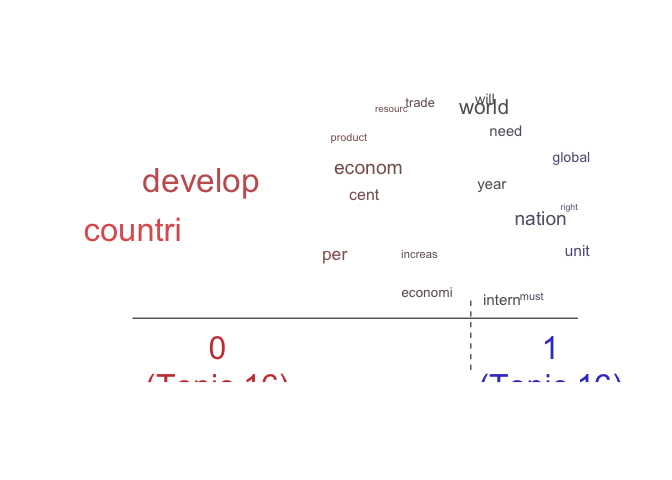 will
trade
world
resourc
need
product
global
econom
develop
year
cent
right
nation
countri
unit
per
increas
economi
must
intern
0
1
(Topic 16)
(Topic 16)